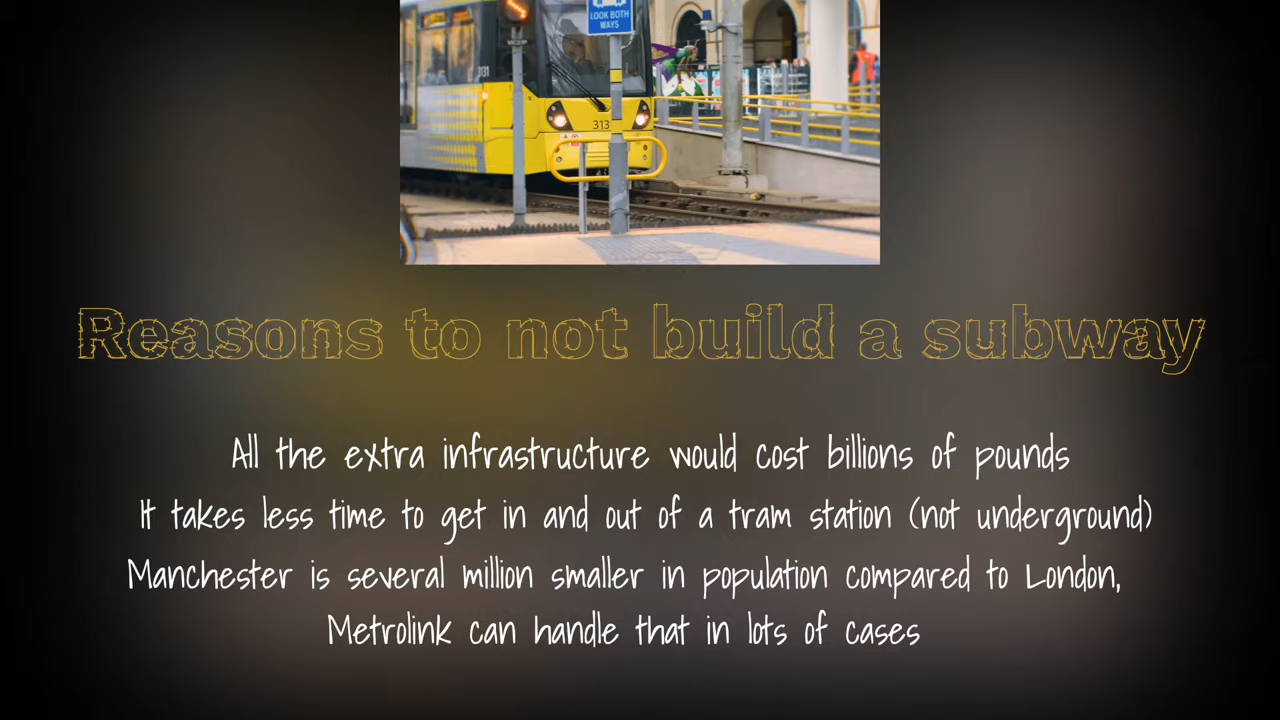 LOOK BOTH
WAYS
3131
313
Reasons to not build a subway
All the extra infrastructure would cost billions of pounds
It takes less time to get in and out of a tram station (not underground)
Manchester is several million smaller in population compared to London,
Metrolink can handle that in lots of cases